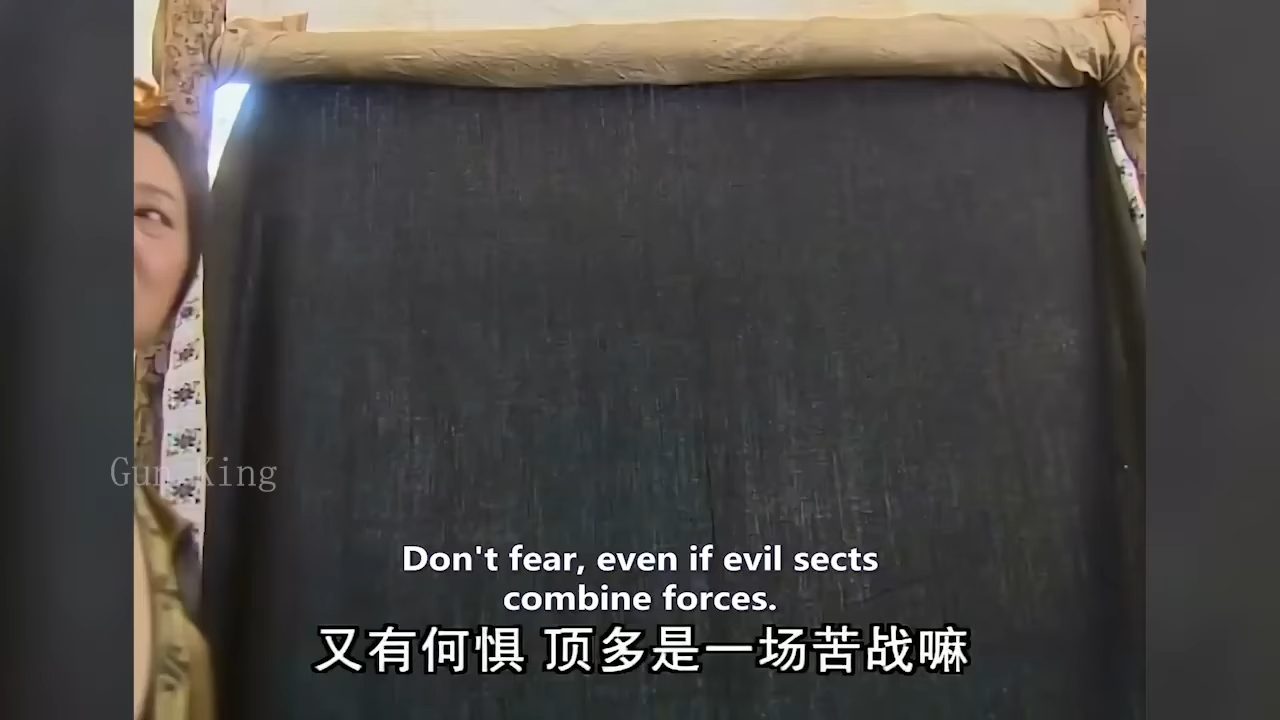 Gun King
Don't fear, even if evil sects
combine forces.
又有何惧 顶多是一场苦战嘛